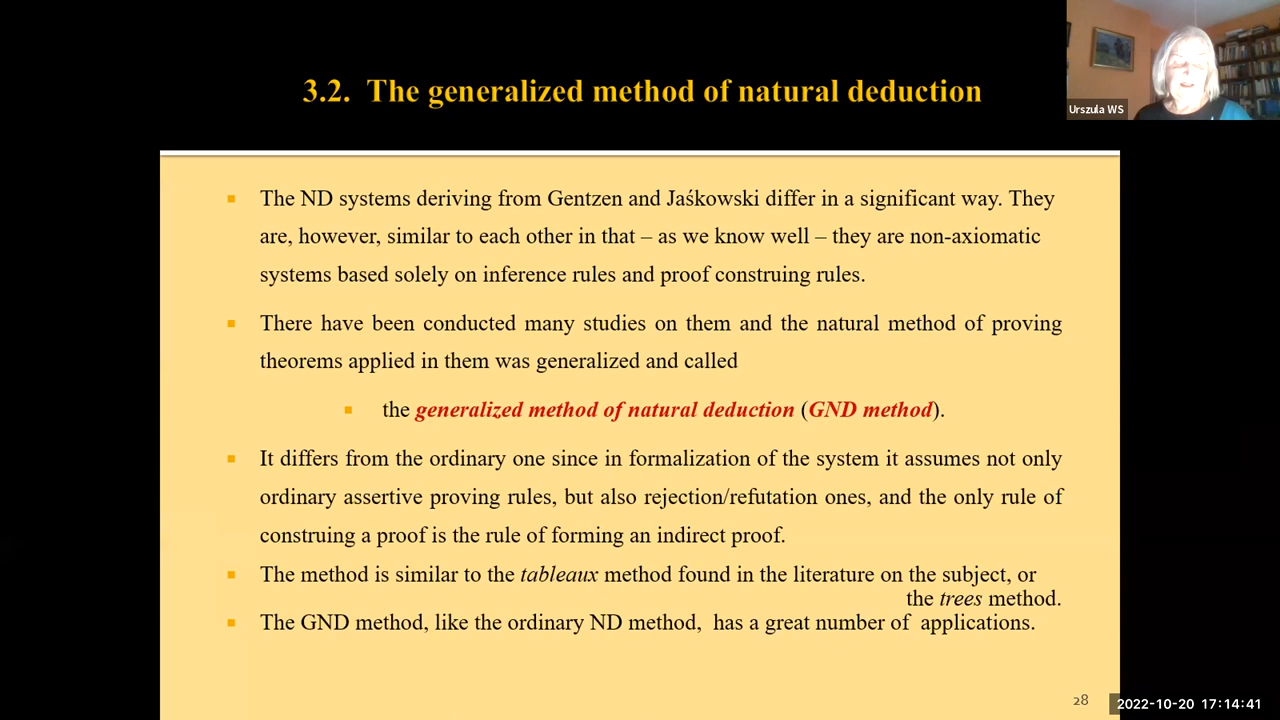 3.2. The generalized method of natural deduction
Urszula WS
The ND systems deriving from Gentzen and Jaśkowski differ in a significant way. They
are, however, similar to each other in that – as we know well – they are non-axiomatic
systems based solely on inference rules and proof construing rules.
There have been conducted many studies on them and the natural method of proving
theorems applied in them was generalized and called
the generalized method of natural deduction (GND method).
It differs from the ordinary one since in formalization of the system it assumes not only
ordinary assertive proving rules, but also rejection/refutation ones, and the only rule of
construing a proof is the rule of forming an indirect proof.
The method is similar to the tableaux method found in the literature on the subject, or
the trees method.
The GND method, like the ordinary ND method, has a great number of applications.
28
2022-10-20 17:14:41